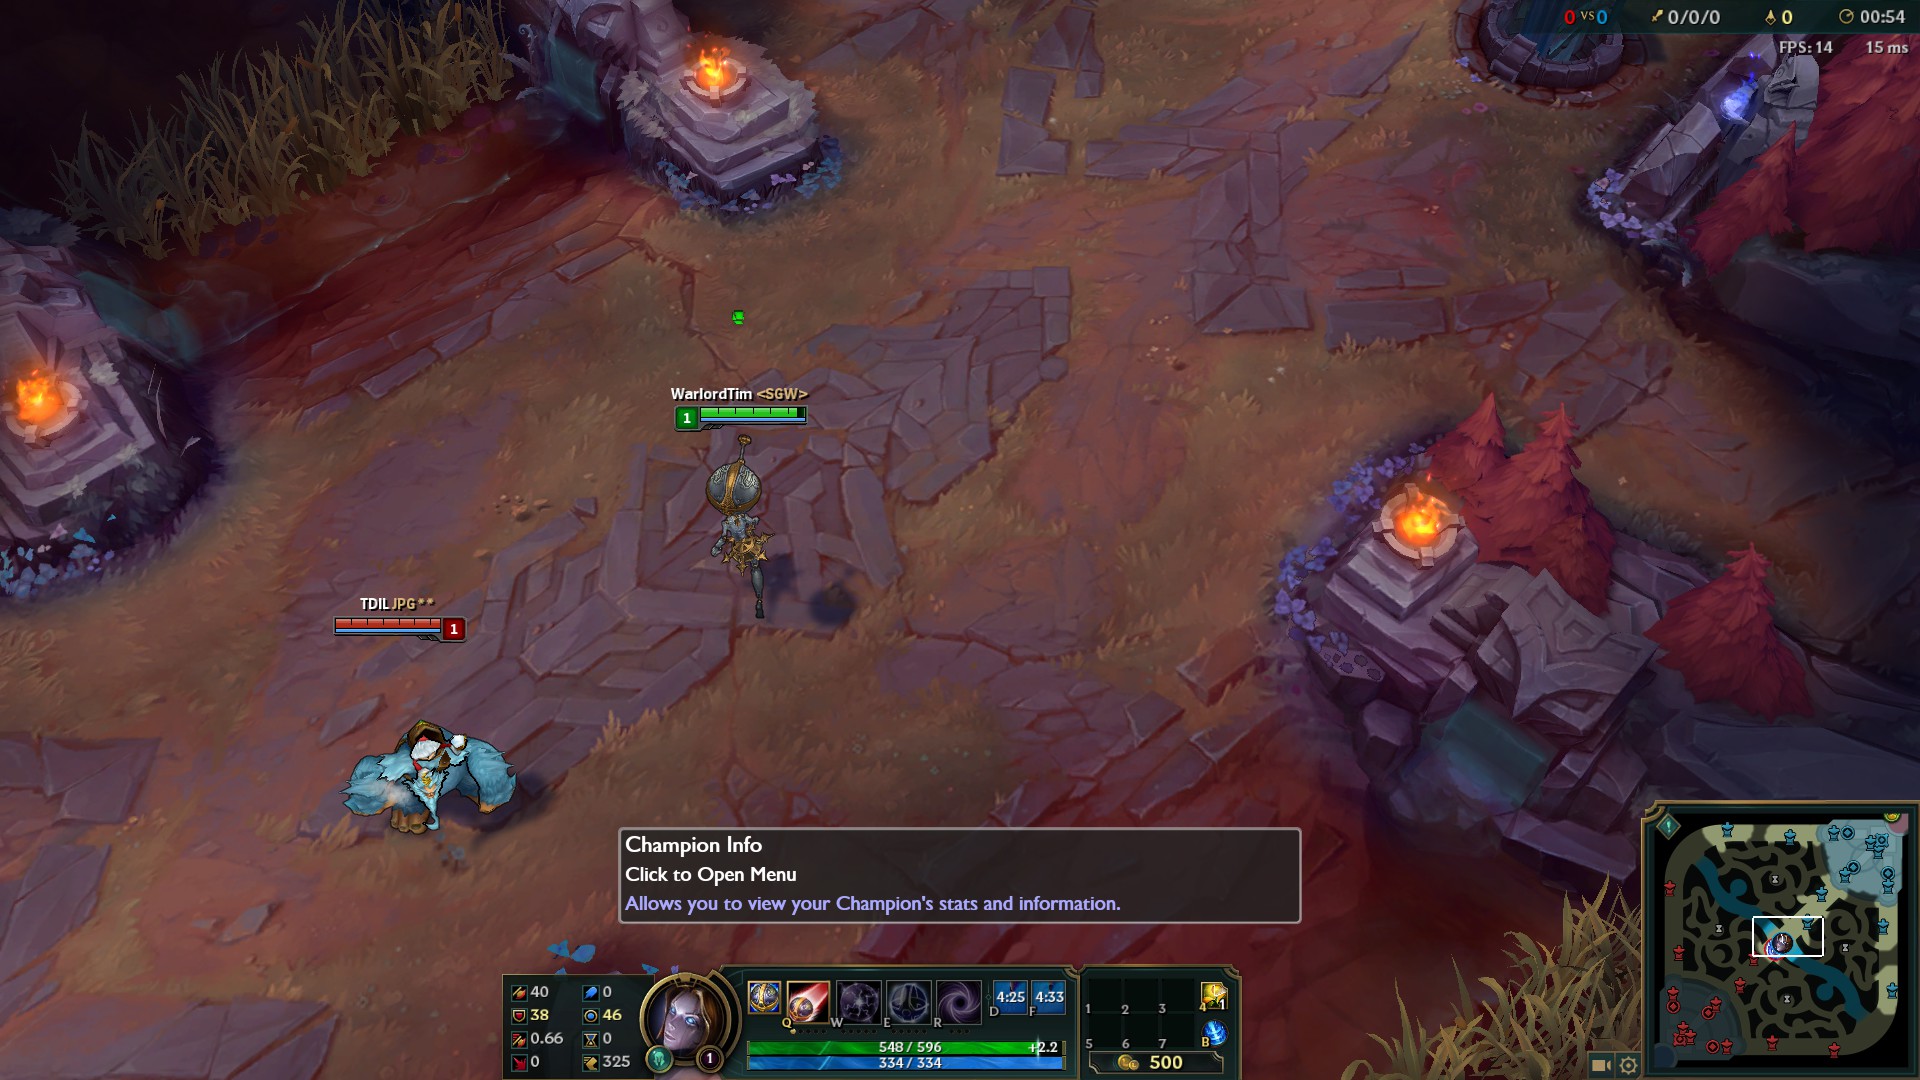 0 VS 0 0/0/0 0 00:54
FPS: 14 15 ms
WarlordTim <SGW>
1
TDIL JPG**
1
Champion Info
Click to Open Menu
Allows you to view your Champion's stats and information.
40 0
38 46
0.66 0
0 325
1
Q W E R
4:25 4:33
D F
548 / 596 +2.2
334 / 334
1 2 3 4 1
5 6 7 B
500